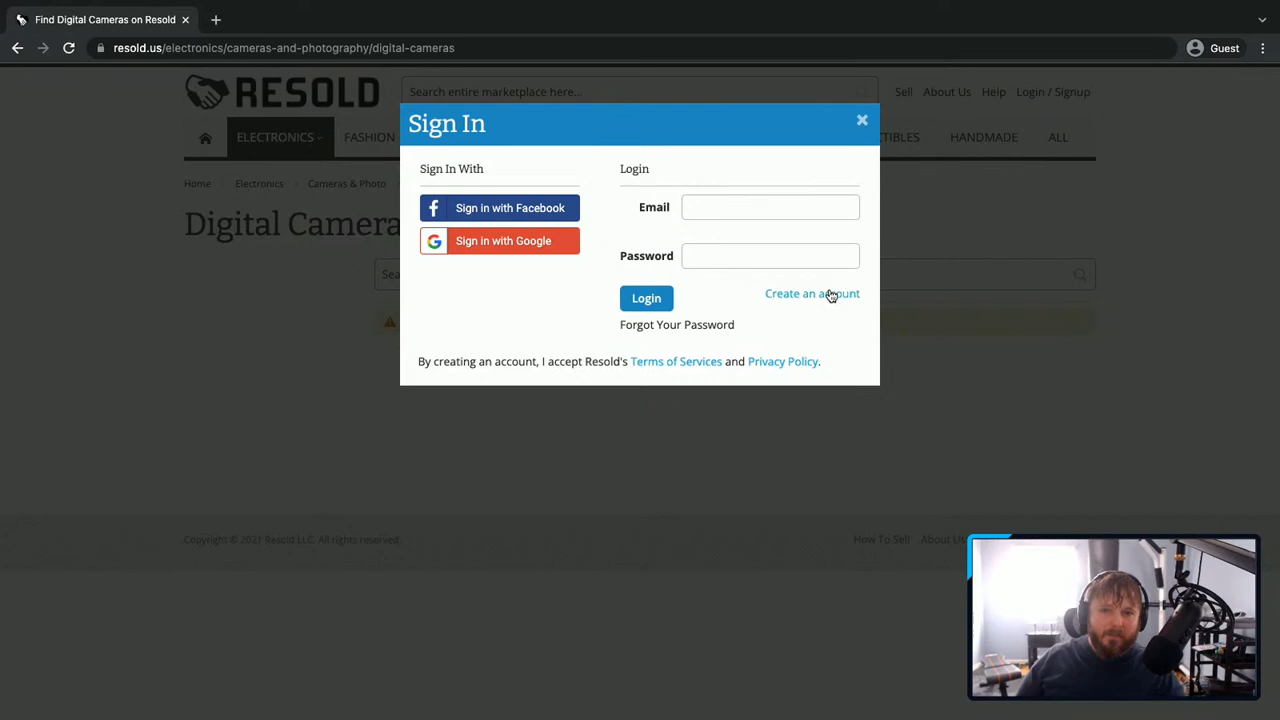 Find Digital Cameras on Resold
resold.us/electronics/cameras-and-photography/digital-cameras
Guest
RESOLD
Search entire marketplace here...
Sell About Us Help Login / Signup
ELECTRONICS FASHION HANDMADE ALL
Home Electronics Cameras & Photo
Digital
Sign In
Sign In With
Sign in with Facebook
Sign in with Google
Login
Email
Password
Login
Create an account
Forgot Your Password
By creating an account, I accept Resold's Terms of Services and Privacy Policy.
Copyright © 2021 Resold LLC. All rights reserved.
How To Sell About Us